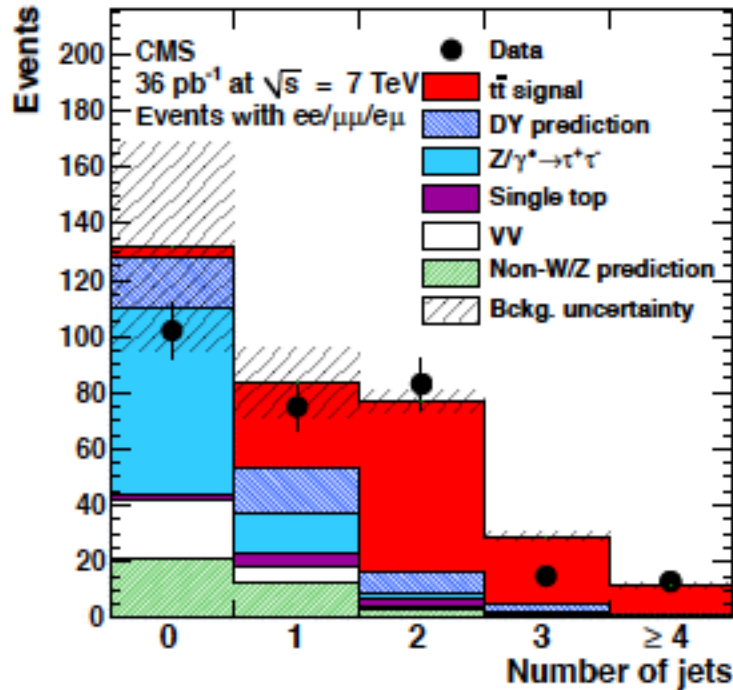 Events
200
180
160
140
120
100
80
60
40
20
0
CMS
36 pb⁻¹ at √s = 7 TeV
Events with ee/μμ/eμ
Data
tt̄ signal
DY prediction
Z/γ*→τ⁺τ⁻
Single top
VV
Non-W/Z prediction
Bckg. uncertainty
0 1 2 3 ≥ 4
Number of jets